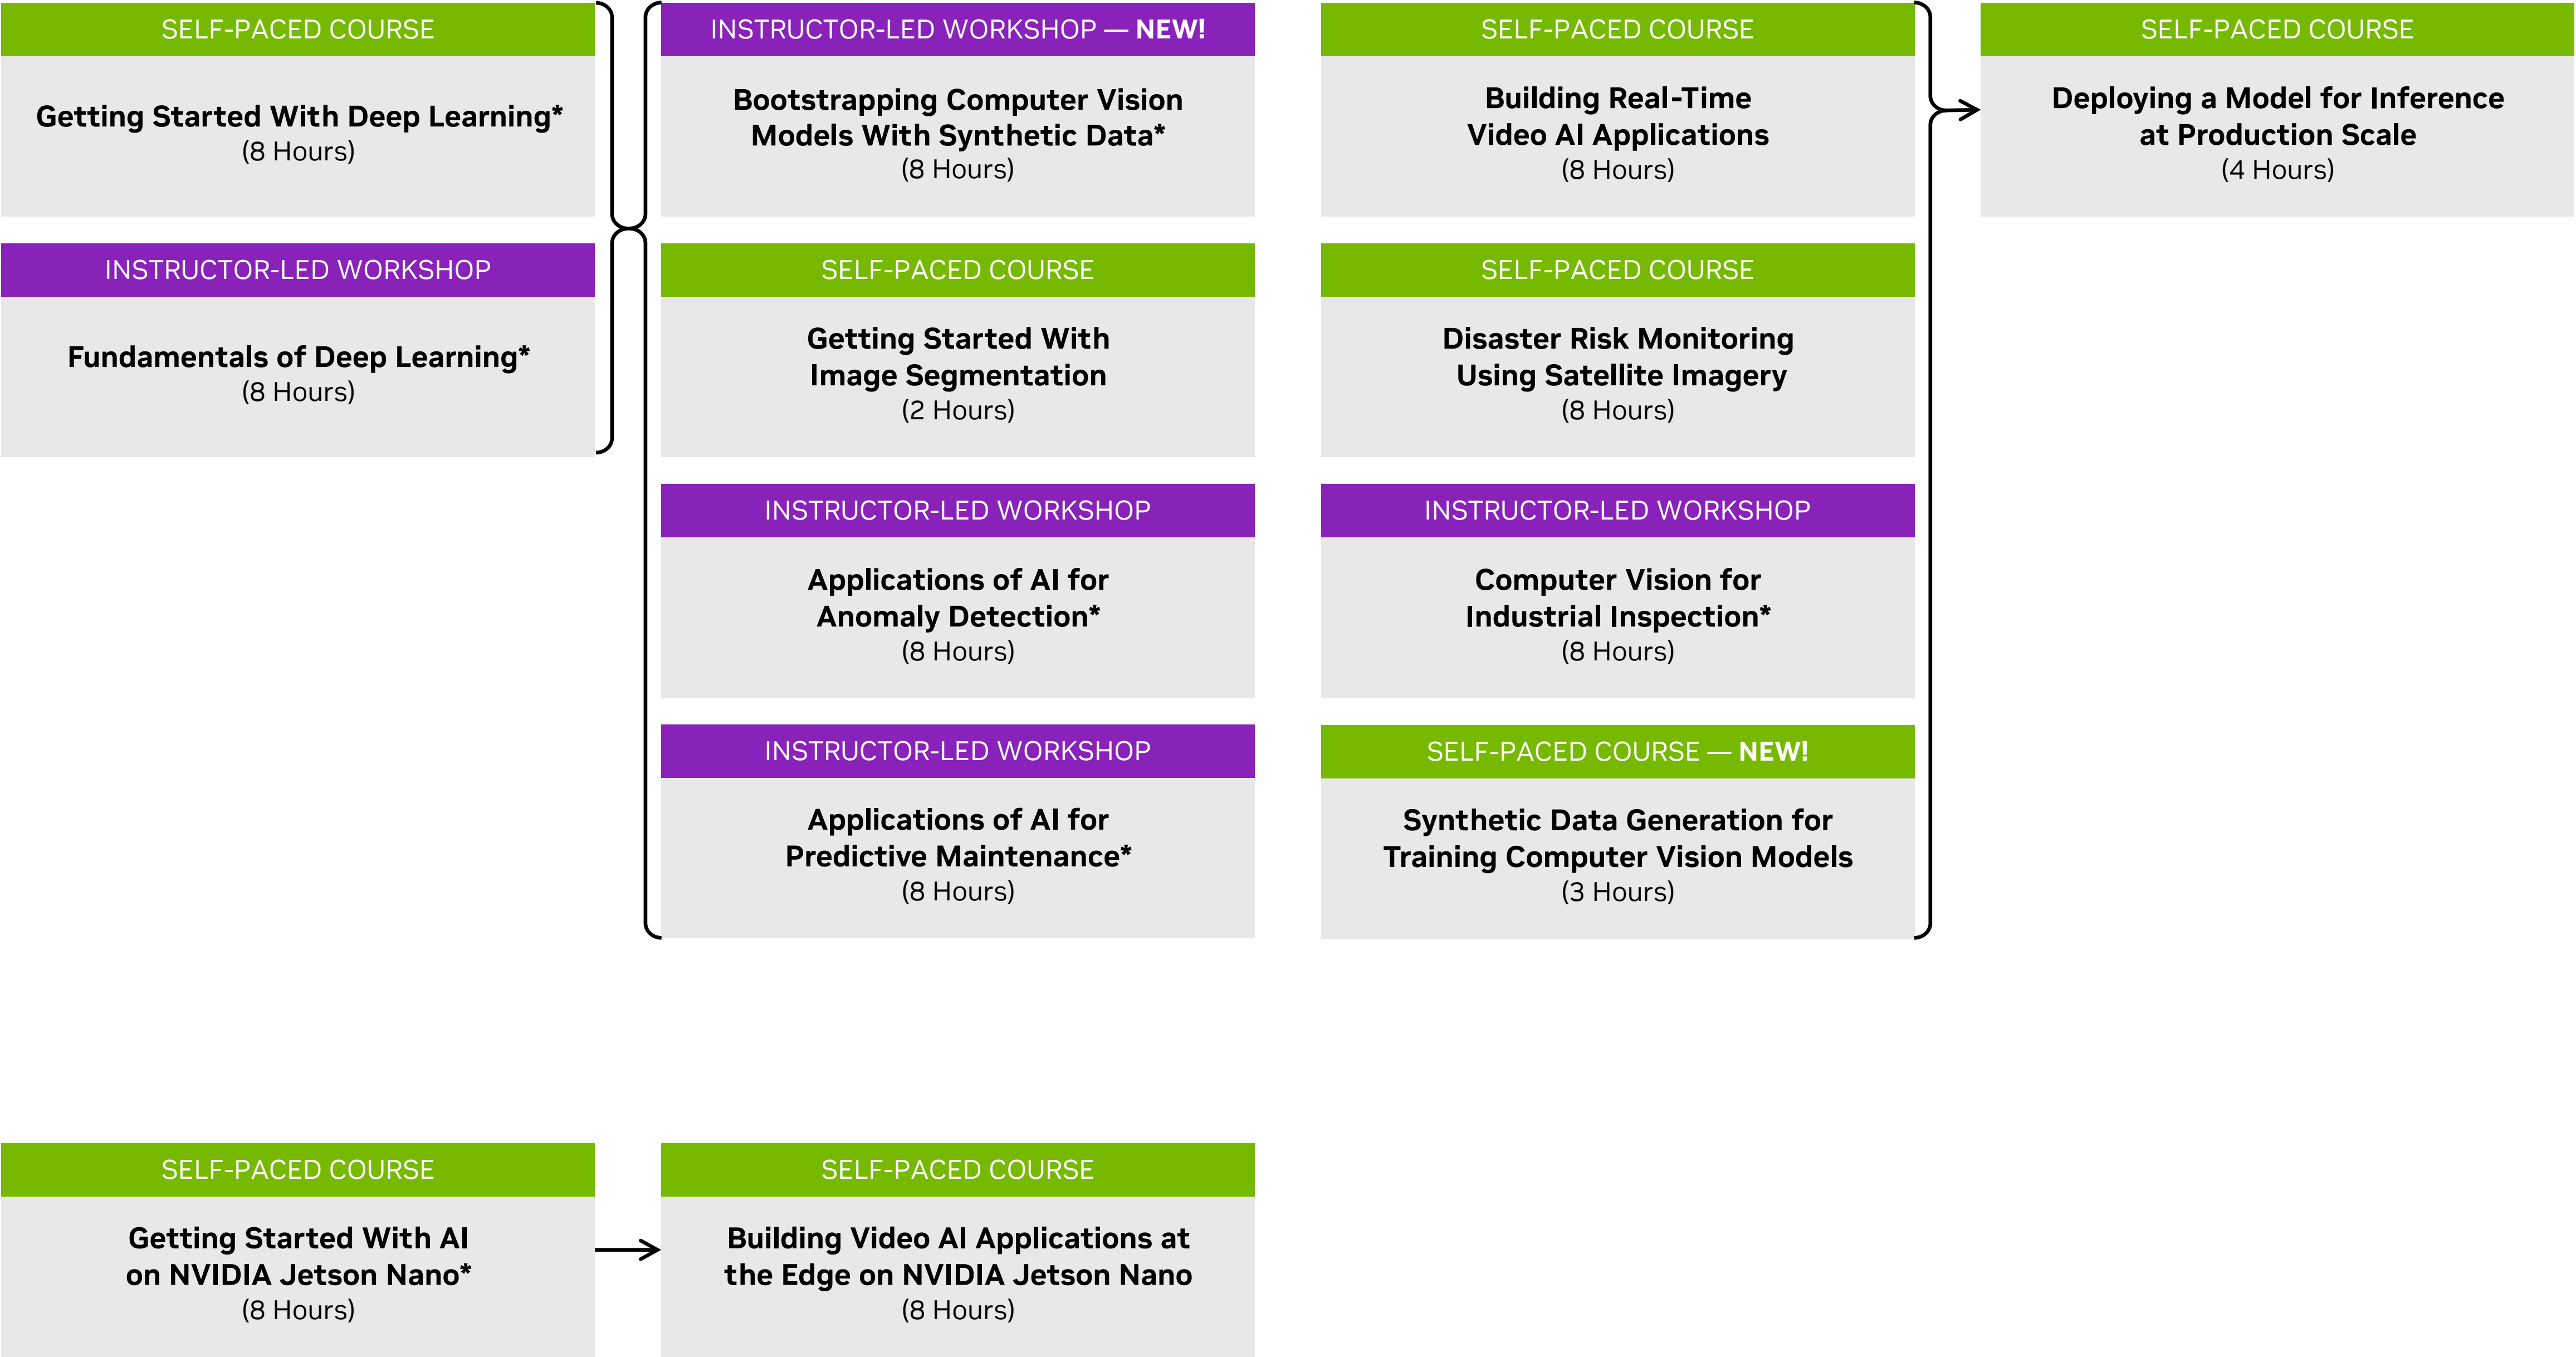 SELF-PACED COURSE
Getting Started With Deep Learning*
(8 Hours)
INSTRUCTOR-LED WORKSHOP
Fundamentals of Deep Learning*
(8 Hours)
INSTRUCTOR-LED WORKSHOP — NEW!
Bootstrapping Computer Vision
Models With Synthetic Data*
(8 Hours)
SELF-PACED COURSE
Getting Started With
Image Segmentation
(2 Hours)
INSTRUCTOR-LED WORKSHOP
Applications of AI for
Anomaly Detection*
(8 Hours)
INSTRUCTOR-LED WORKSHOP
Applications of AI for
Predictive Maintenance*
(8 Hours)
SELF-PACED COURSE
Building Real-Time
Video AI Applications
(8 Hours)
SELF-PACED COURSE
Disaster Risk Monitoring
Using Satellite Imagery
(8 Hours)
INSTRUCTOR-LED WORKSHOP
Computer Vision for
Industrial Inspection*
(8 Hours)
SELF-PACED COURSE — NEW!
Synthetic Data Generation for
Training Computer Vision Models
(3 Hours)
SELF-PACED COURSE
Deploying a Model for Inference
at Production Scale
(4 Hours)
SELF-PACED COURSE
Getting Started With AI
on NVIDIA Jetson Nano*
(8 Hours)
SELF-PACED COURSE
Building Video AI Applications at
the Edge on NVIDIA Jetson Nano
(8 Hours)